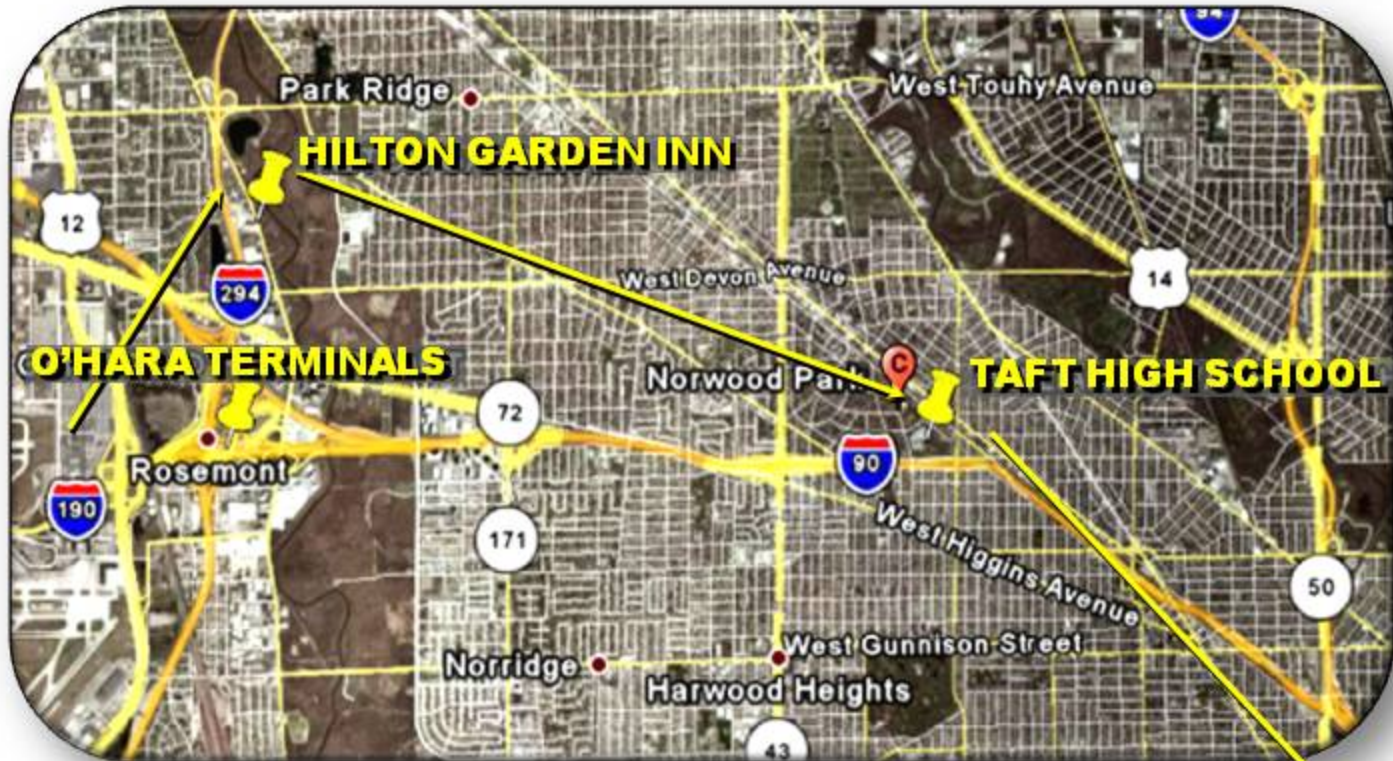 94
Park Ridge
West Touhy Avenue
HILTON GARDEN INN
12
294
West Devon Avenue
14
O'HARA TERMINALS
Norwood Park
C
TAFT HIGH SCHOOL
72
Rosemont
90
190
171
West Higgins Avenue
50
Norridge
West Gunnison Street
Harwood Heights
43